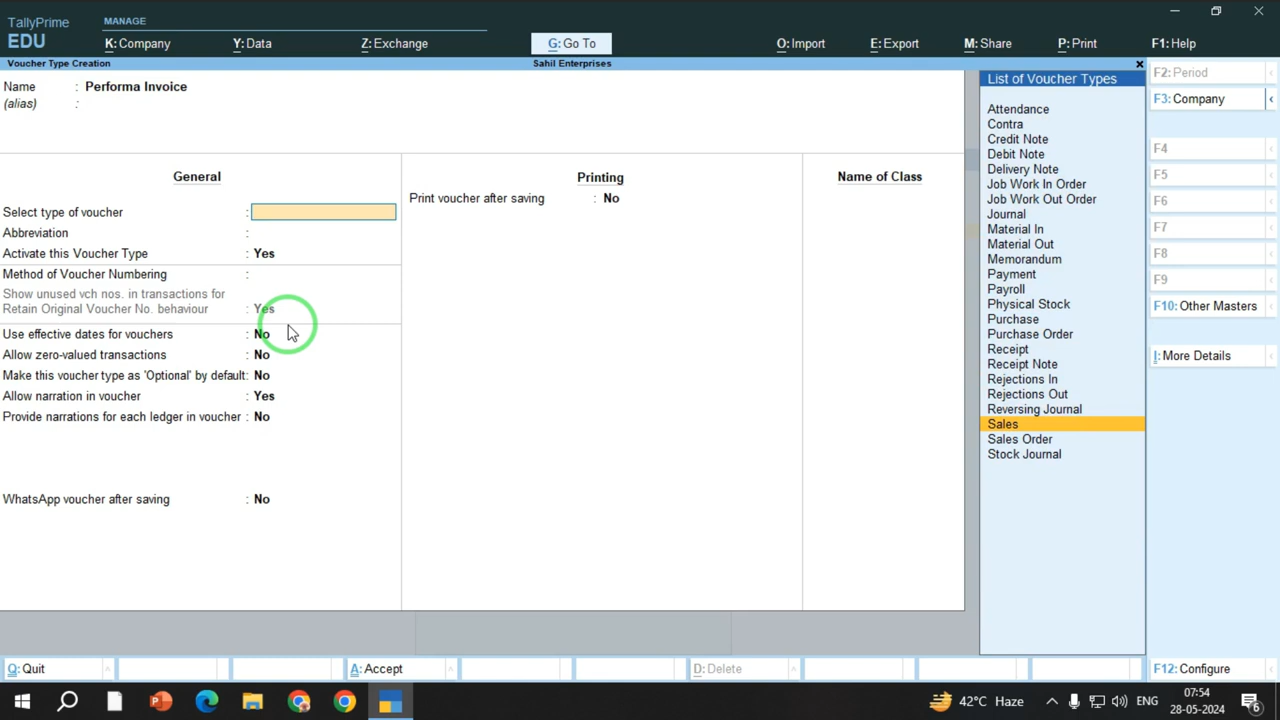 TallyPrime
EDU
MANAGE
K: Company
Y: Data
Z: Exchange
G: Go To
O: Import
E: Export
M: Share
P: Print
F1: Help
Voucher Type Creation
Sahil Enterprises
Name : Performa Invoice
(alias) :
General
Select type of voucher :
Abbreviation :
Activate this Voucher Type : Yes
Method of Voucher Numbering :
Show unused vch nos. in transactions for
Retain Original Voucher No. behaviour : Yes
Use effective dates for vouchers : No
Allow zero-valued transactions : No
Make this voucher type as 'Optional' by default: No
Allow narration in voucher : Yes
Provide narrations for each ledger in voucher : No
WhatsApp voucher after saving : No
Printing
Print voucher after saving : No
Name of Class
List of Voucher Types
Attendance
Contra
Credit Note
Debit Note
Delivery Note
Job Work In Order
Job Work Out Order
Journal
Material In
Material Out
Memorandum
Payment
Payroll
Physical Stock
Purchase
Purchase Order
Receipt
Receipt Note
Rejections In
Rejections Out
Reversing Journal
Sales
Sales Order
Stock Journal
F2: Period
F3: Company
F4
F5
F6
F7
F8
F9
F10: Other Masters
I: More Details
Q: Quit
A: Accept
D: Delete
F12: Configure
42°C Haze
ENG
07:54
28-05-2024
6